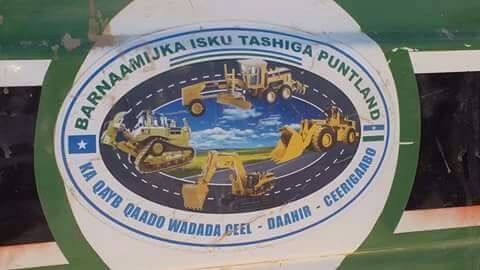 BARNAAMIJKA ISKU TASHIGA PUNTLAND
KA QAYB QAADO WADADA CEEL - DAAHIR - CEERIGAABO